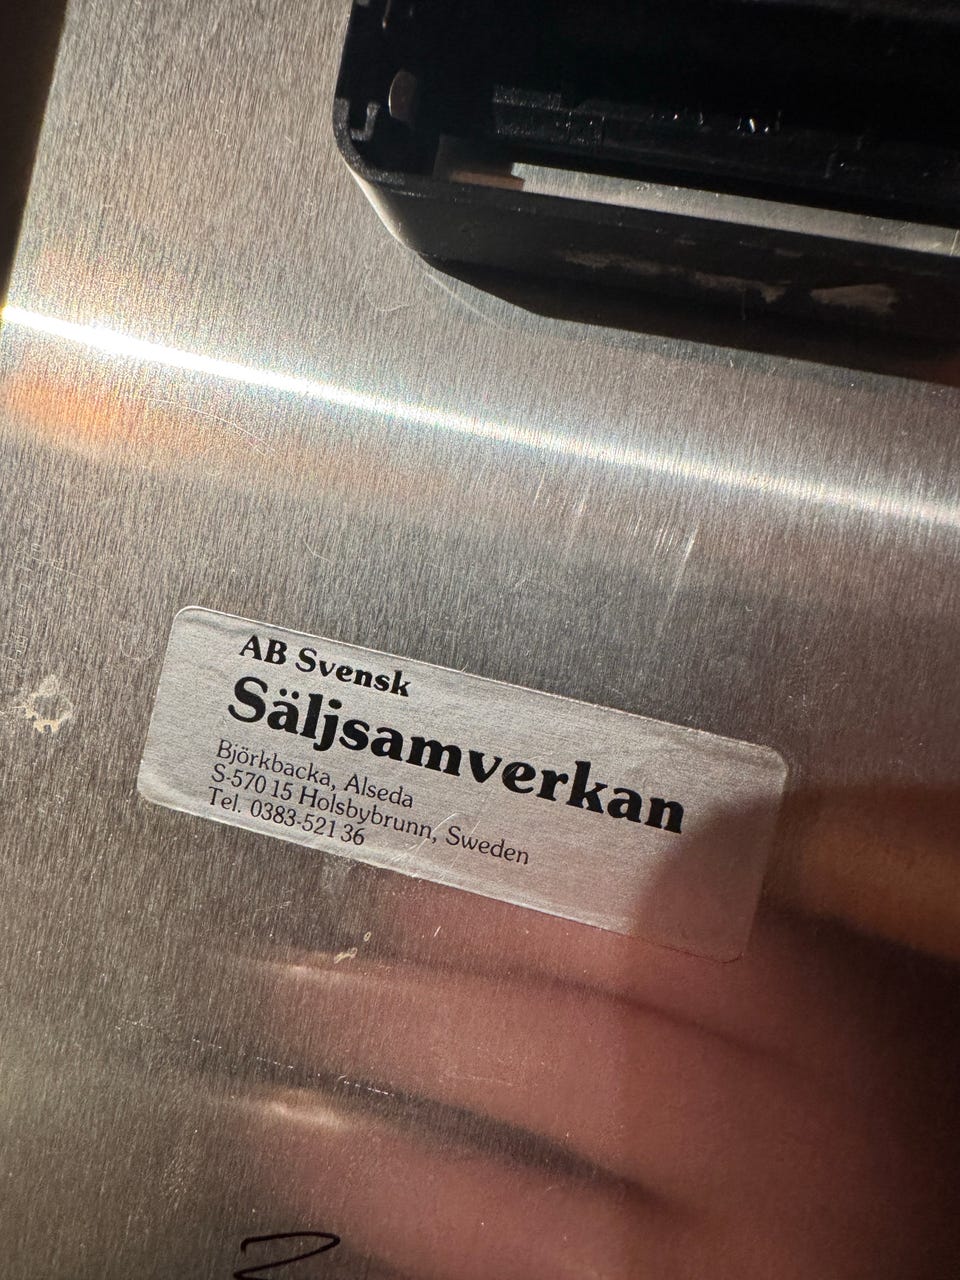 AB Svensk
Säljsamverkan
Björkbacka, Alseda
S-570 15 Holsbybrunn, Sweden
Tel. 0383-521 36